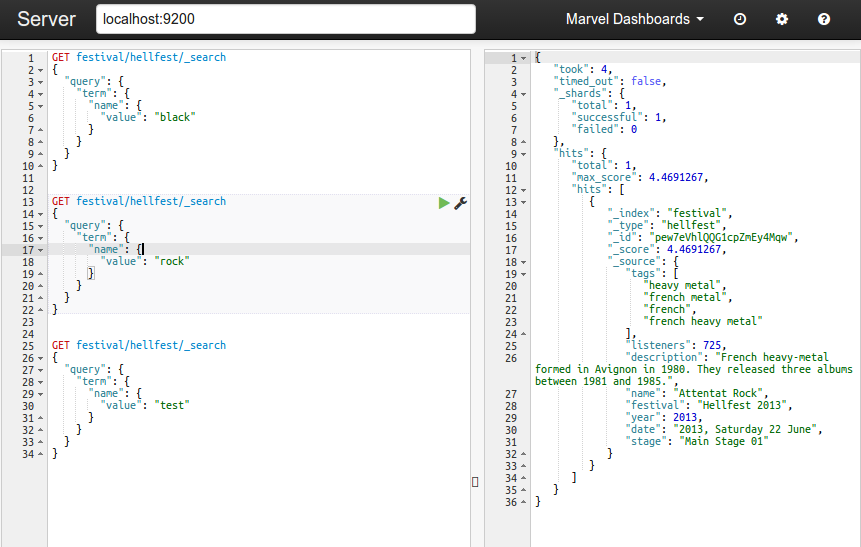 Server localhost:9200 Marvel Dashboards
1 GET festival/hellfest/_search
2 {
3 "query": {
4 "term": {
5 "name": {
6 "value": "black"
7 }
8 }
9 }
10 }
11
12
13 GET festival/hellfest/_search
14 {
15 "query": {
16 "term": {
17 "name": {
18 "value": "rock"
19 }
20 }
21 }
22 }
23
24
25 GET festival/hellfest/_search
26 {
27 "query": {
28 "term": {
29 "name": {
30 "value": "test"
31 }
32 }
33 }
34 }
1 {
2 "took": 4,
3 "timed_out": false,
4 "_shards": {
5 "total": 1,
6 "successful": 1,
7 "failed": 0
8 },
9 "hits": {
10 "total": 1,
11 "max_score": 4.4691267,
12 "hits": [
13 {
14 "_index": "festival",
15 "_type": "hellfest",
16 "_id": "pew7eVhlQQG1cpZmEy4Mqw",
17 "_score": 4.4691267,
18 "_source": {
19 "tags": [
20 "heavy metal",
21 "french metal",
22 "french",
23 "french heavy metal"
24 ],
25 "listeners": 725,
26 "description": "French heavy-metal
formed in Avignon in 1980. They released three albums
between 1981 and 1985.",
27 "name": "Attentat Rock",
28 "festival": "Hellfest 2013",
29 "year": 2013,
30 "date": "2013, Saturday 22 June",
31 "stage": "Main Stage 01"
32 }
33 }
34 ]
35 }
36 }